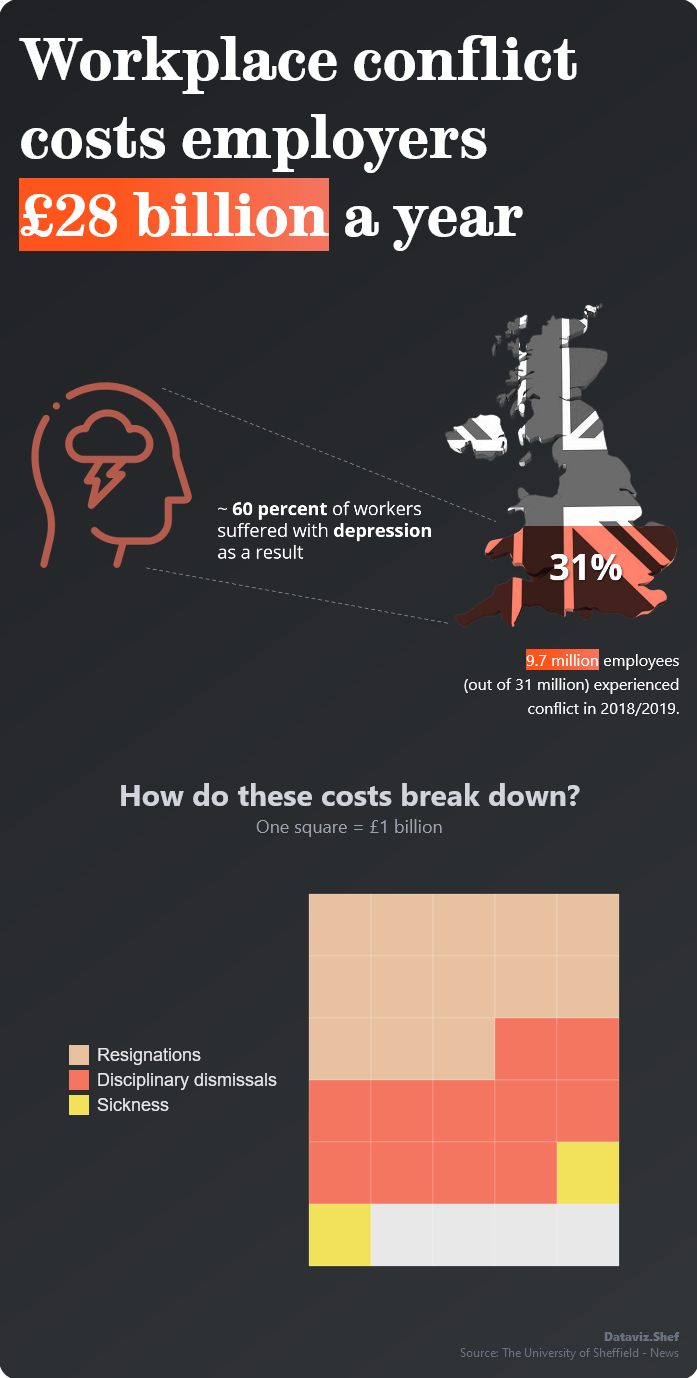 Workplace conflict
costs employers
£28 billion a year
~ 60 percent of workers
suffered with depression
as a result
31%
9.7 million employees
(out of 31 million) experienced
conflict in 2018/2019.
How do these costs break down?
One square = £1 billion
Resignations
Disciplinary dismissals
Sickness
Dataviz.Shef
Source: The University of Sheffield - News